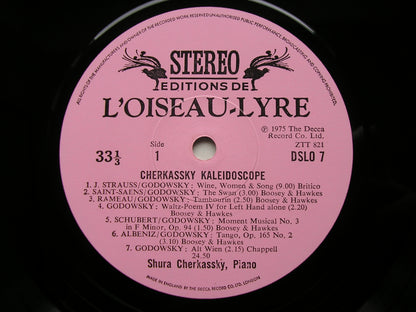 ALL RIGHTS OF THE MANUFACTURER AND OF THE OWNER OF THE RECORDED WORK RESERVED. UNAUTHORISED PUBLIC PERFORMANCE, BROADCASTING AND COPYING OF THIS RECORD PROHIBITED.
STEREO
EDITIONS DE
L'OISEAU-LYRE
℗ 1975 The Decca
Record Co. Ltd.
ZTT 821
33 1/3
Side
1
DSLO 7
CHERKASSKY KALEIDOSCOPE
1. J. STRAUSS/GODOWSKY: Wine, Women & Song (9.00) Britico
2. SAINT-SAENS/GODOWSKY: The Swan (3.00) Boosey & Hawkes
3. RAMEAU/GODOWSKY: Tambourin (2.50) Boosey & Hawkes
4. GODOWSKY: Waltz-Poem IV for Left Hand alone (2.20)
Boosey & Hawkes
5. SCHUBERT/GODOWSKY: Moment Musical No. 3
in F Minor, Op. 94 (1.50) Boosey & Hawkes
6. ALBENIZ/GODOWSKY: Tango, Op. 165 No. 2
(3.10) Boosey & Hawkes
7. GODOWSKY: Alt Wien (2.15) Chappell
24.50
Shura Cherkassky, Piano
MADE IN ENGLAND BY THE DECCA RECORD CO. LTD., LONDON.